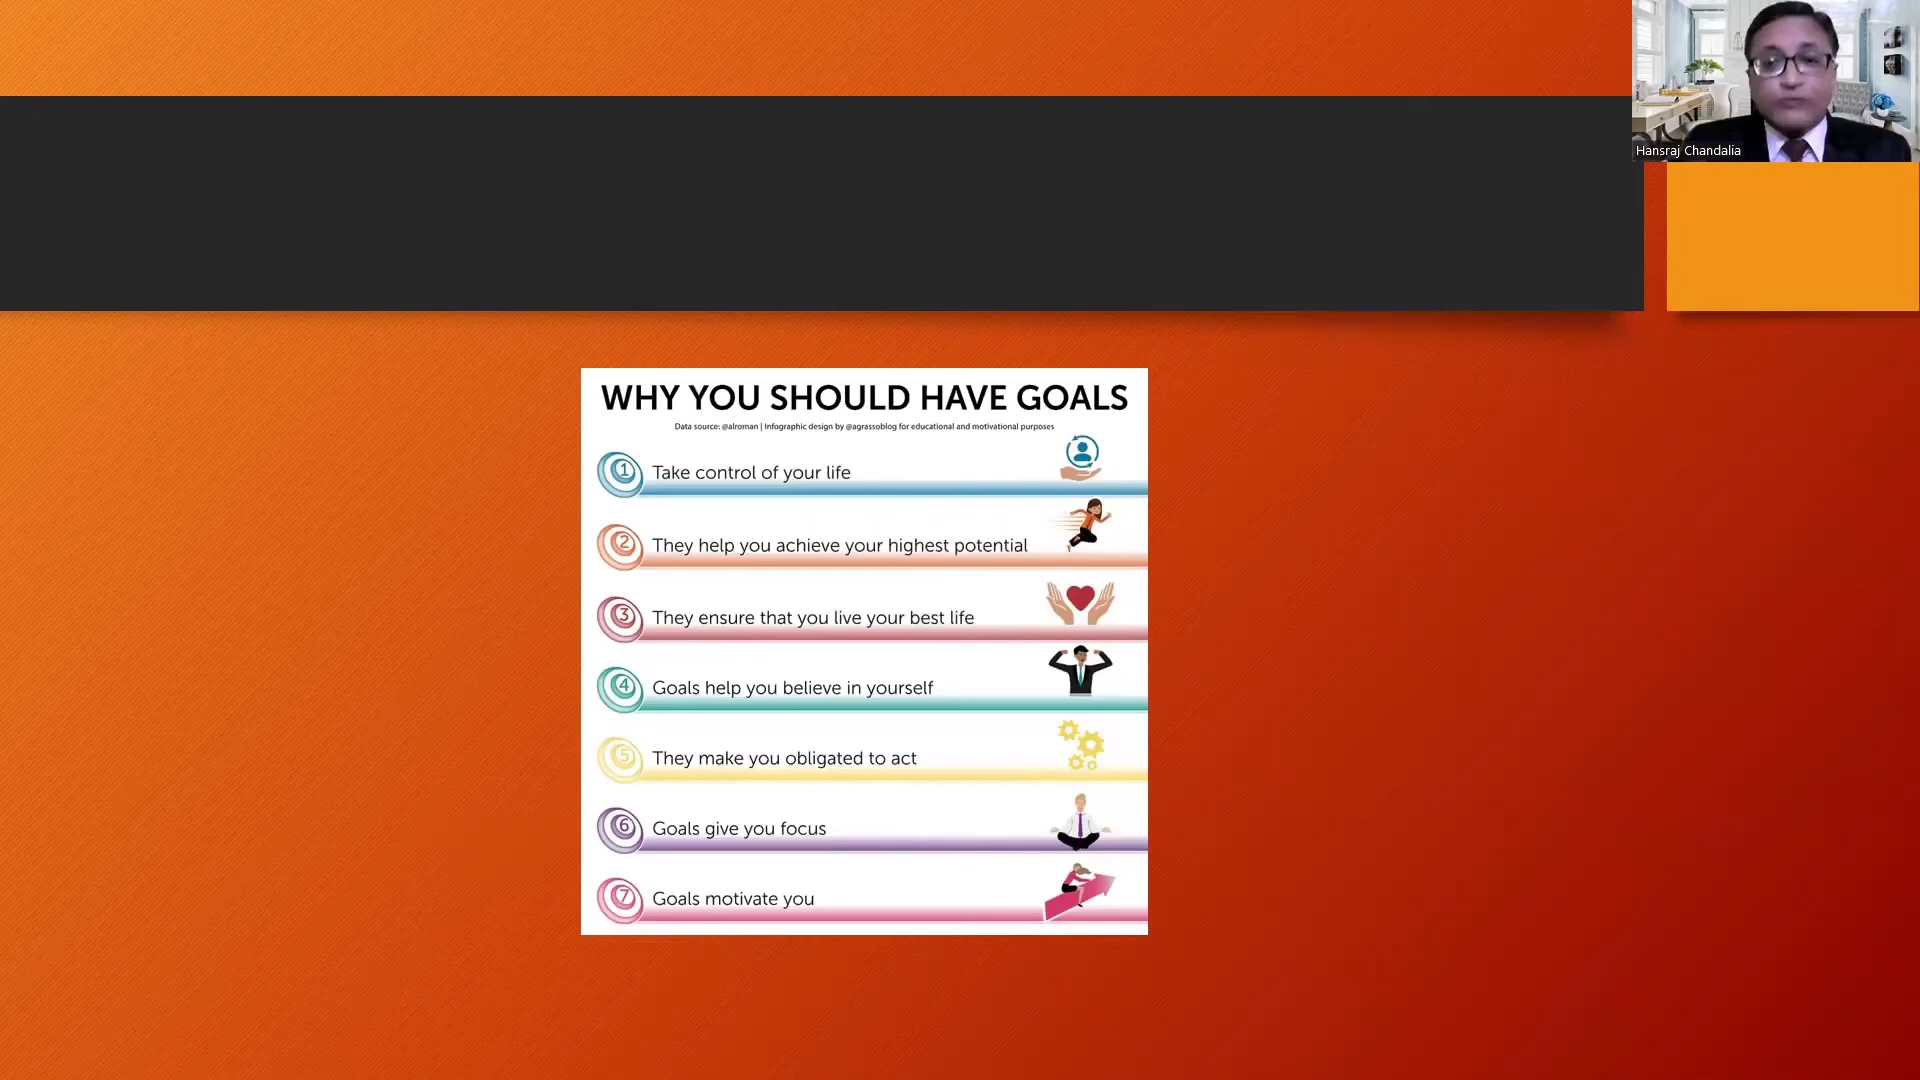 Hansraj Chandalia
WHY YOU SHOULD HAVE GOALS
Data source: @alroman | Infographic design by @agrassoblog for educational and motivational purposes
1 Take control of your life
2 They help you achieve your highest potential
3 They ensure that you live your best life
4 Goals help you believe in yourself
5 They make you obligated to act
6 Goals give you focus
7 Goals motivate you